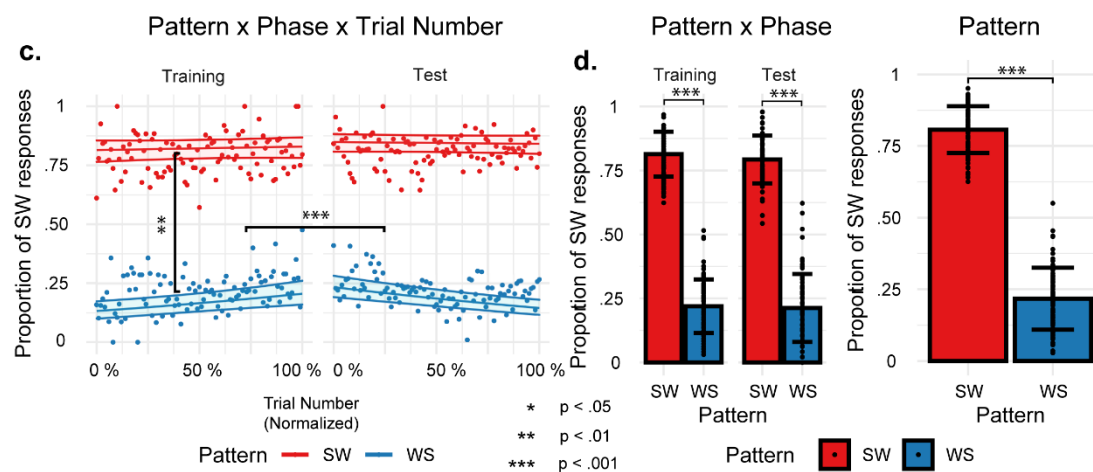 Pattern x Phase x Trial Number
c.
Training
Test
Proportion of SW responses
1
.75
.50
.25
0
**
***
0 %
50 %
100 %
0 %
50 %
100 %
Trial Number
(Normalized)
Pattern
SW
WS
* p < .05
** p < .01
*** p < .001
Pattern x Phase
d.
Training
Test
***
***
Propotion of SW responses
1
.75
.50
.25
0
SW
WS
SW
WS
Pattern
Pattern
***
Proportion of SW responses
1
.75
.50
.25
0
SW
WS
Pattern
Pattern
SW
WS